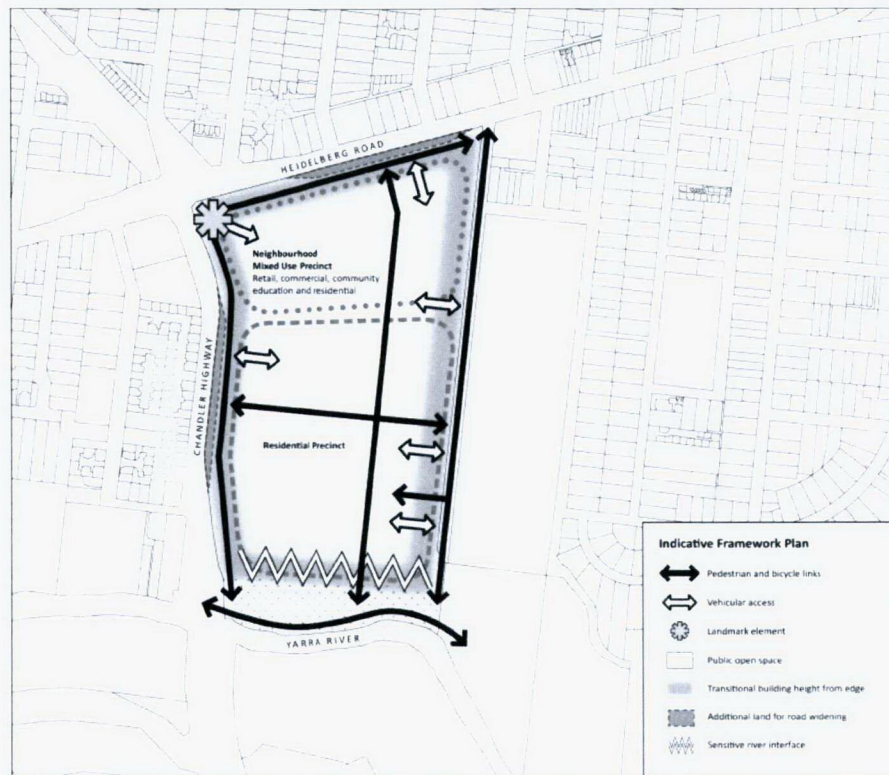 HEIDELBERG ROAD
Neighbourhood
Mixed Use Precinct
Retail, commercial, community
education and residential
CHANDLER HIGHWAY
Residential Precinct
YARRA RIVER
Indicative Framework Plan
Pedestrian and bicycle links
Vehicular access
Landmark element
Public open space
Transitional building height from edge
Additional land for road widening
Sensitive river interface